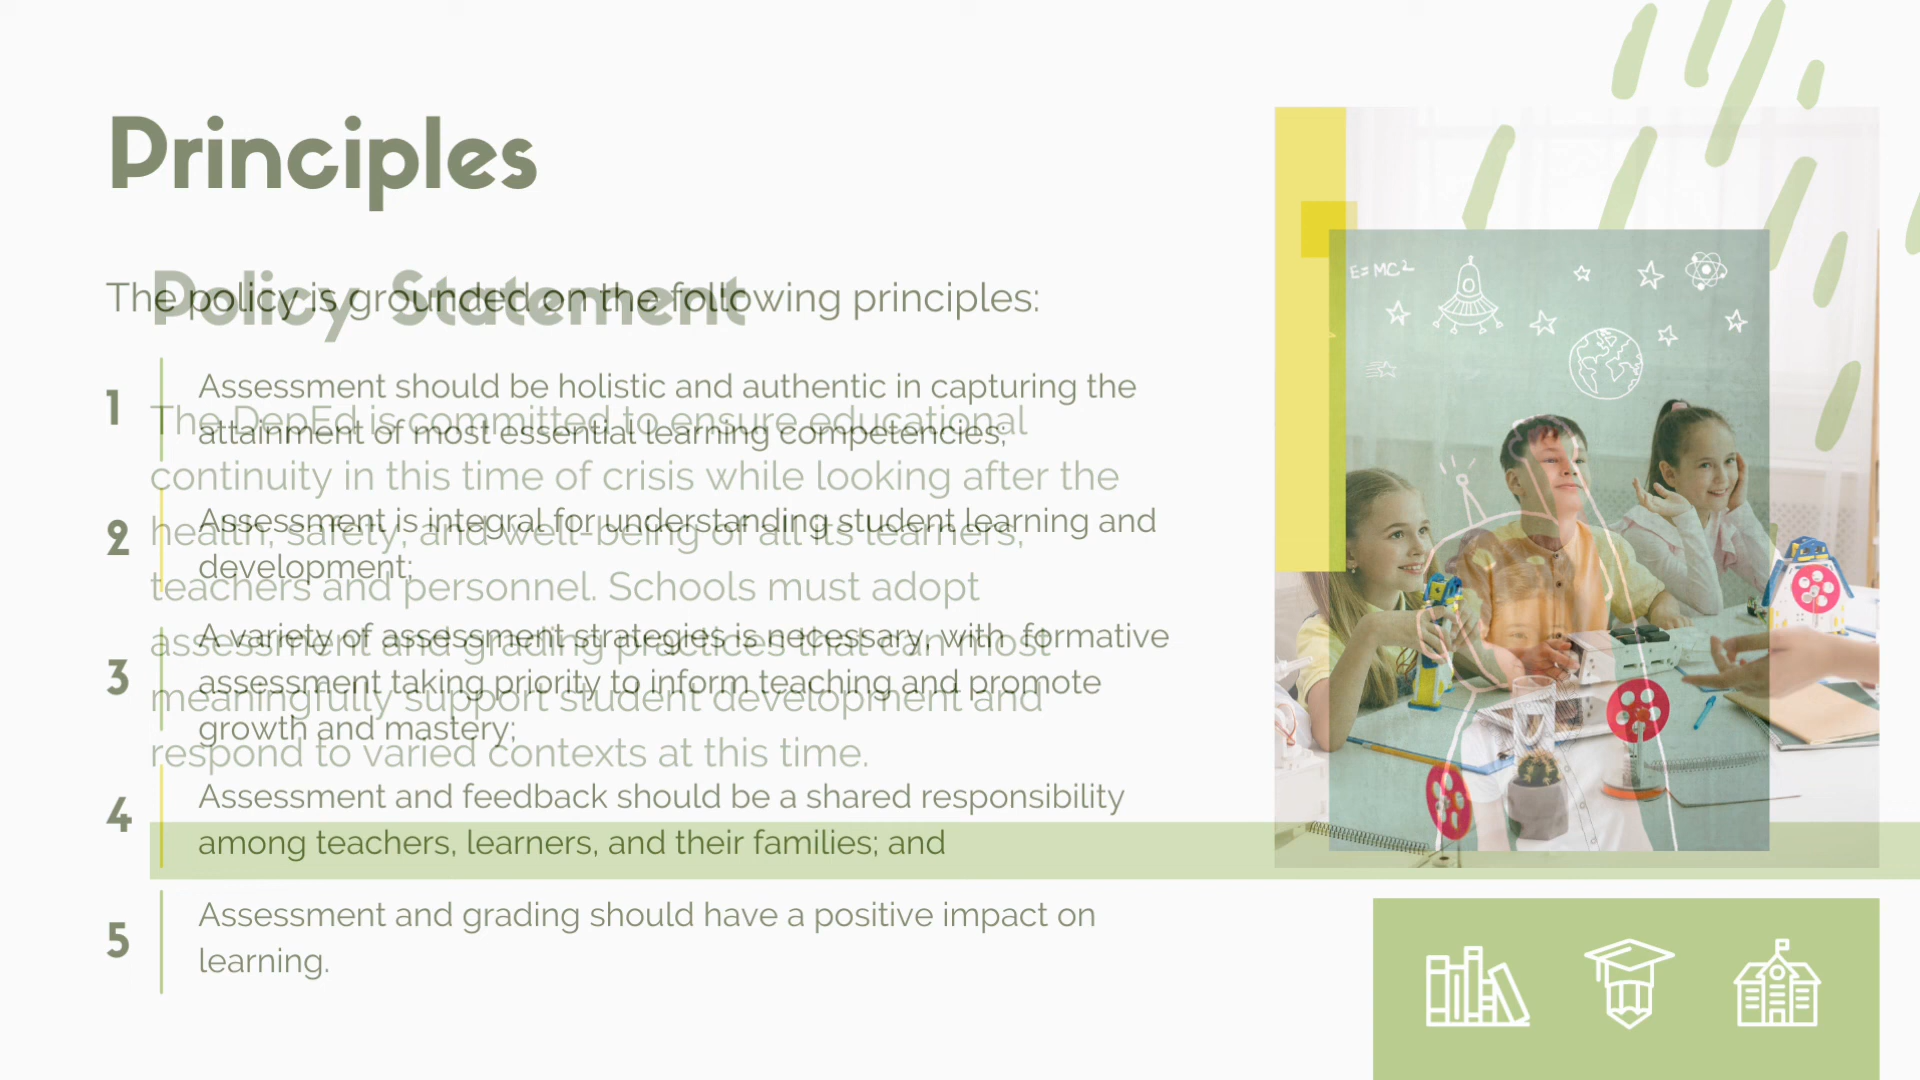 Principles
The policy is grounded on the following principles:
1
Assessment should be holistic and authentic in capturing the
attainment of most essential learning competencies;
2
Assessment is integral for understanding student learning and
development;
3
A variety of assessment strategies is necessary, with formative
assessment taking priority to inform teaching and promote
growth and mastery;
4
Assessment and feedback should be a shared responsibility
among teachers, learners, and their families; and
5
Assessment and grading should have a positive impact on
learning.
Policy Statement
The DepEd is committed to ensure educational
continuity in this time of crisis while looking after the
health, safety, and well-being of all its learners,
teachers and personnel. Schools must adopt
assessment and grading practices that can most
meaningfully support student development and
respond to varied contexts at this time.
E=MC²